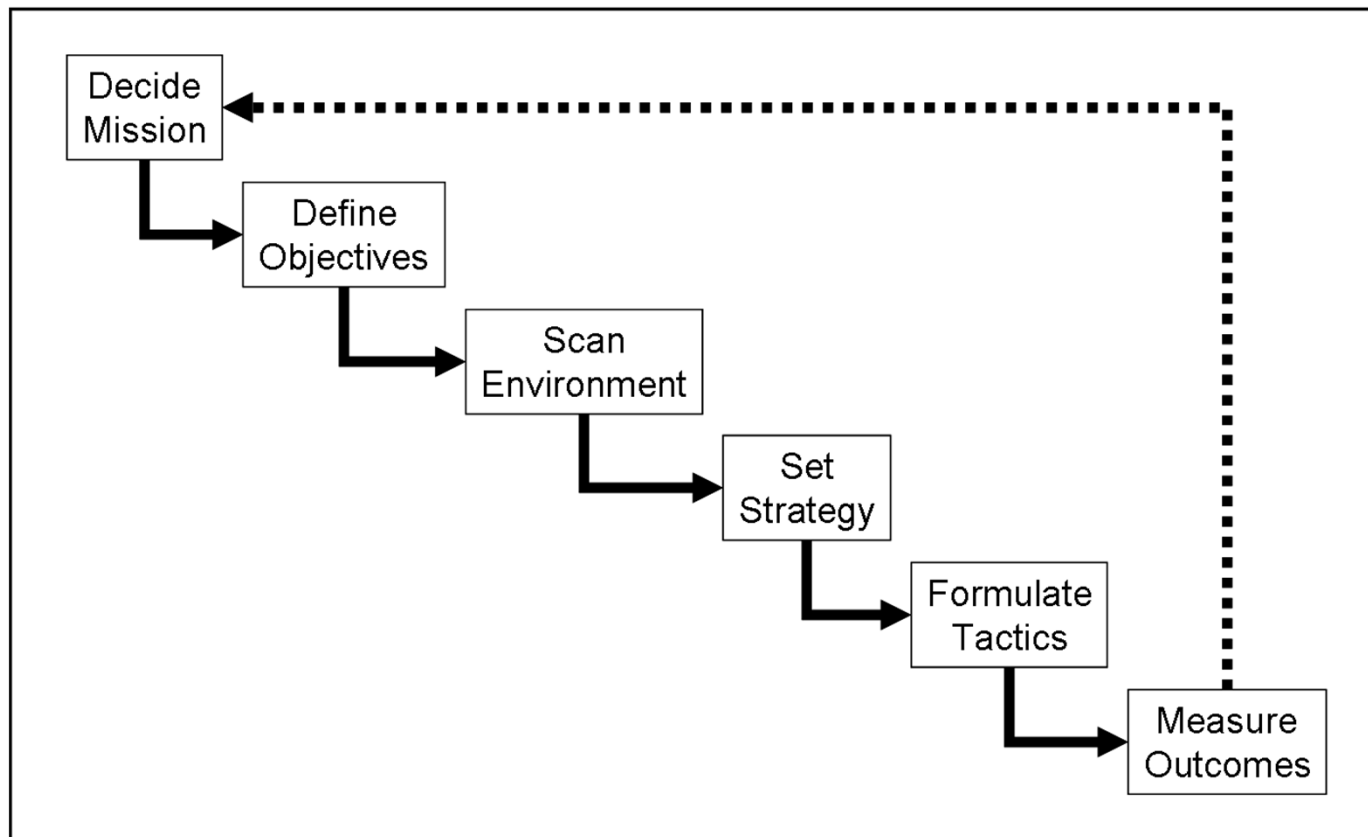 Decide
Mission
Define
Objectives
Scan
Environment
Set
Strategy
Formulate
Tactics
Measure
Outcomes